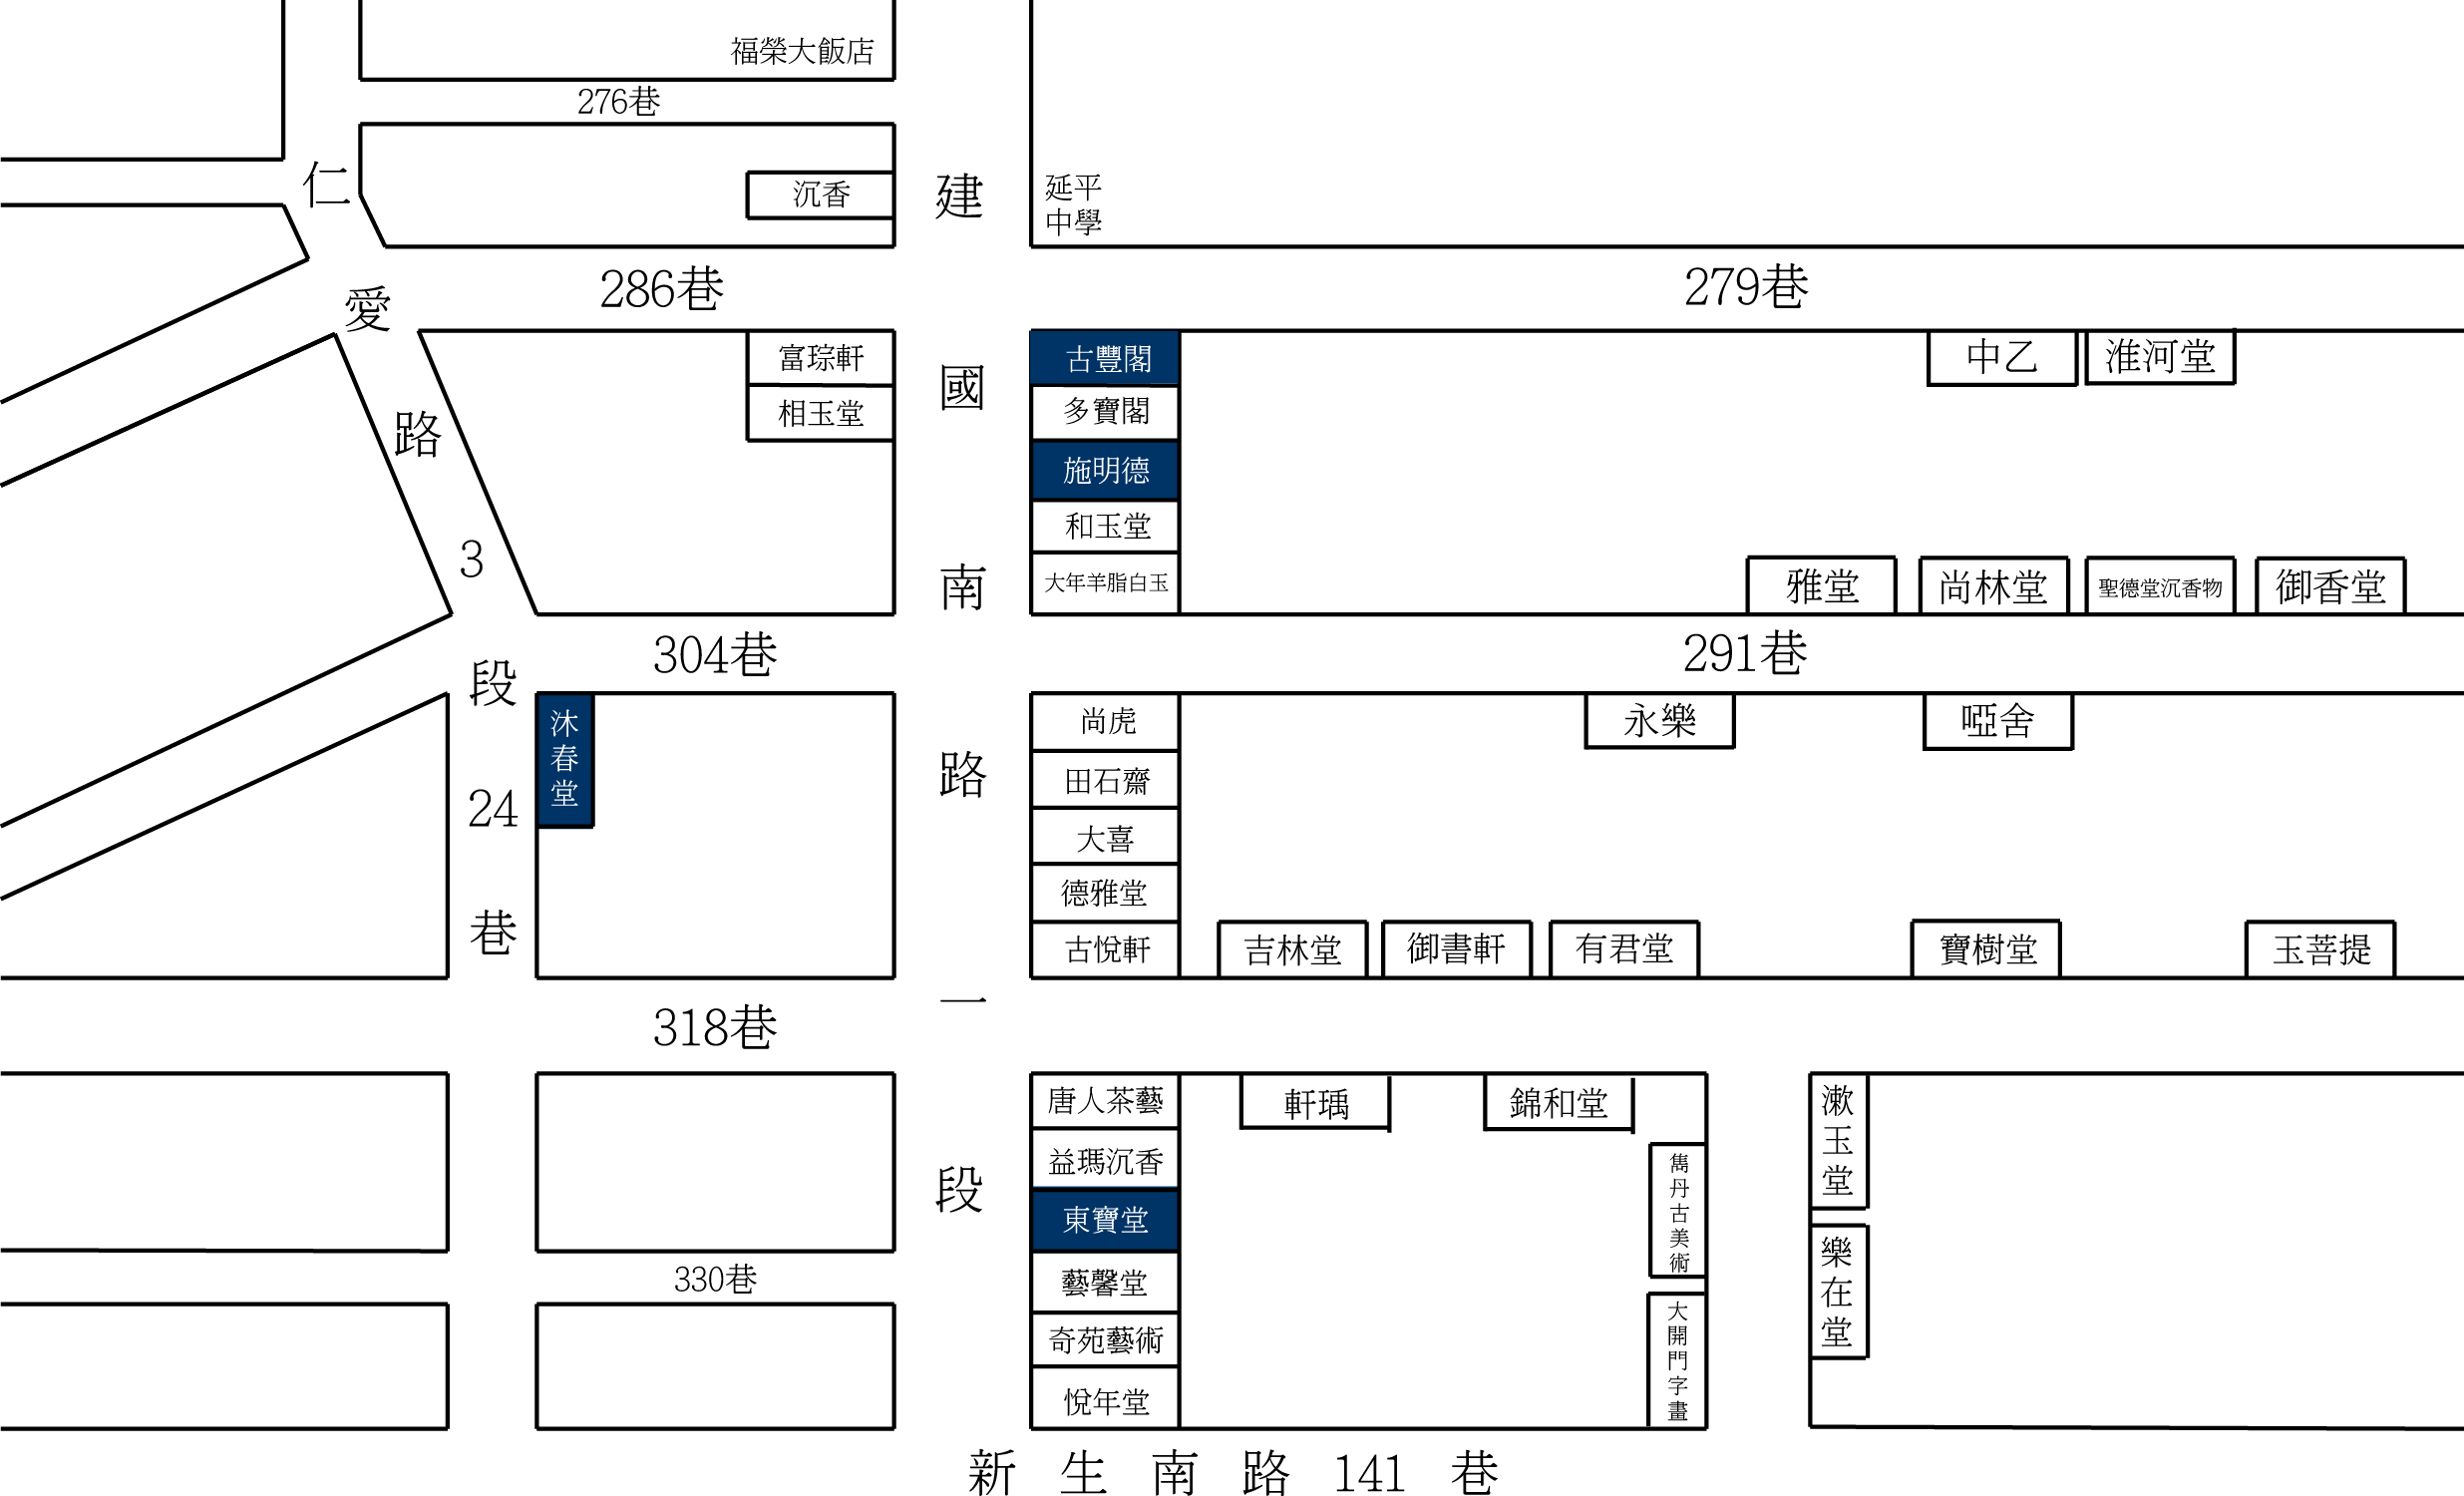 福榮大飯店
276巷
沉香
延平
中學
仁愛路3段24巷
建國南路一段
286巷
279巷
富琮軒
相玉堂
古豐閣
多寶閣
施明德
和玉堂
大年羊脂白玉
中乙
淮河堂
雅堂
尚林堂
聖德堂沉香物
御香堂
304巷
291巷
沐春堂
尚虎
田石齋
大喜
德雅堂
古悅軒
永樂
啞舍
吉林堂
御書軒
有君堂
寶樹堂
玉菩提
318巷
唐人茶藝
益瑪沉香
東寶堂
藝馨堂
奇苑藝術
悅年堂
軒瑀
錦和堂
雋丹古美術
大開門字畫
漱玉堂
樂在堂
330巷
新生南路141巷